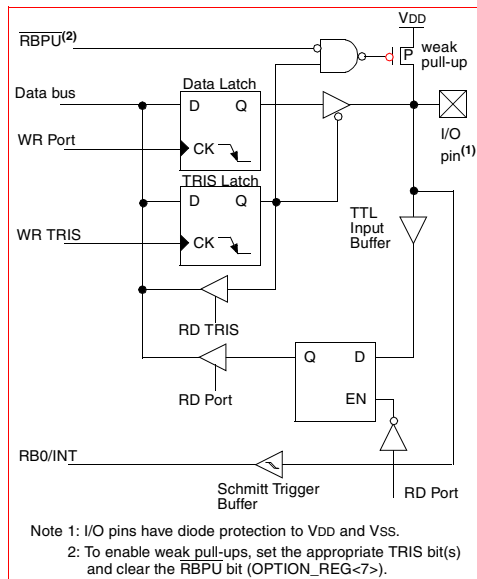 VDD
RBPU(2)
P
weak
pull-up
Data bus
Data Latch
D Q
I/O
pin(1)
WR Port
CK
TRIS Latch
D Q
TTL
Input
Buffer
WR TRIS
CK
RD TRIS
Q D
RD Port
EN
RB0/INT
Schmitt Trigger
Buffer
RD Port
Note 1: I/O pins have diode protection to VDD and VSS.
2: To enable weak pull-ups, set the appropriate TRIS bit(s)
and clear the RBPU bit (OPTION_REG<7>).